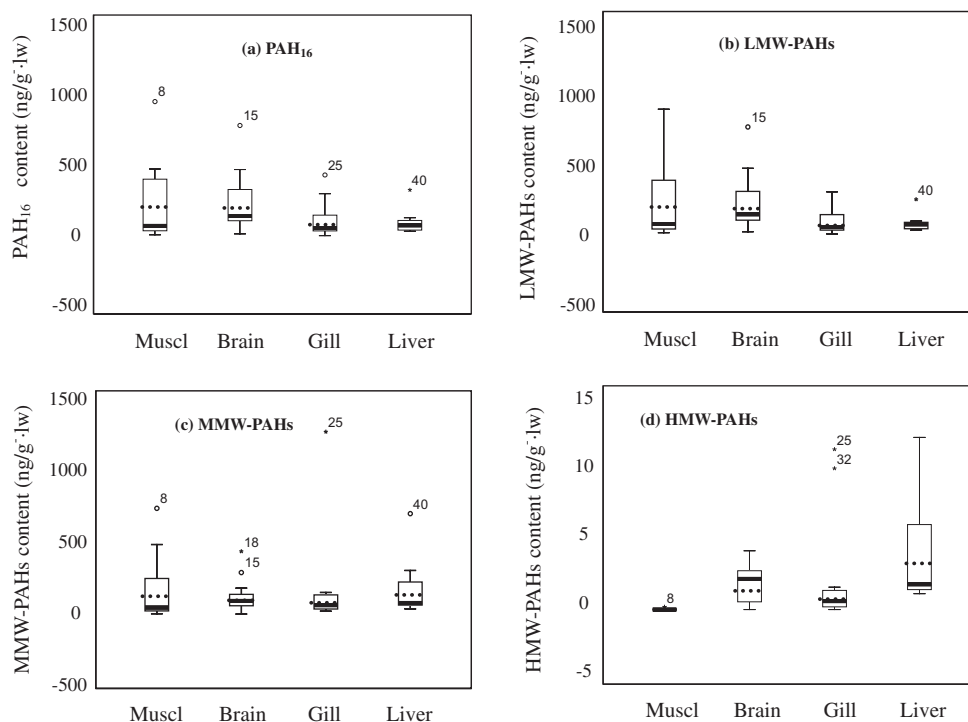 (a) PAH₁₆
PAH₁₆ content (ng/g⁻·lw)
1500
1000
500
0
-500
8
15
25
40
Muscl Brain Gill Liver
(b) LMW-PAHs
LMW-PAHs content (ng/g⁻·lw)
1500
1000
500
0
-500
15
40
Muscl Brain Gill Liver
(c) MMW-PAHs
MMW-PAHs content (ng/g⁻·lw)
1500
1000
500
0
-500
8
18
15
25
40
Muscl Brain Gill Liver
(d) HMW-PAHs
HMW-PAHs content (ng/g⁻·lw)
15
10
5
0
-5
8
25
32
Muscl Brain Gill Liver